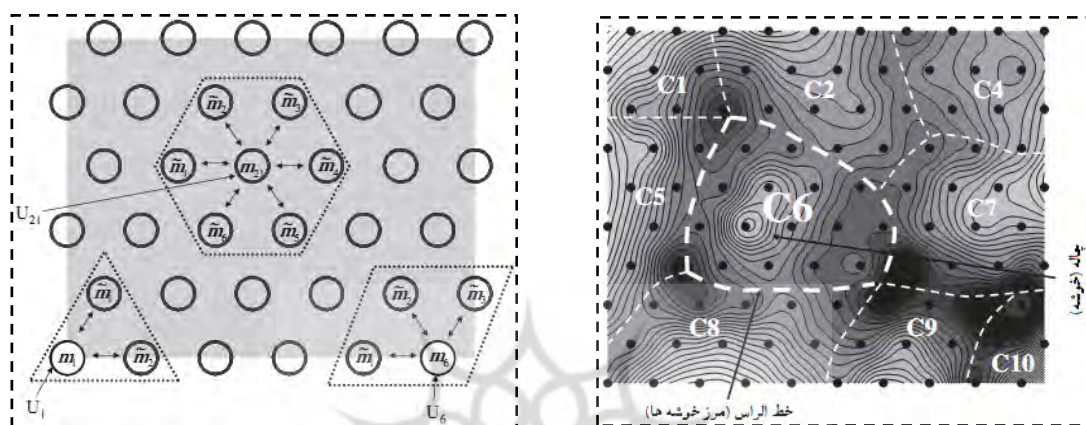 m̃₂ m̃₃
m̃₁ m₂₁ m̃₄
m̃₆ m̃₅
U₂₁
m̃₁
m₁ m̃₂
U₁
m̃₂ m̃₃
m̃₁ m₆
U₆
C1 C2 C4
C5 C6 C7
C8 C9 C10
چاله (خوشه)
خط الراس (مرز خوشه ها)